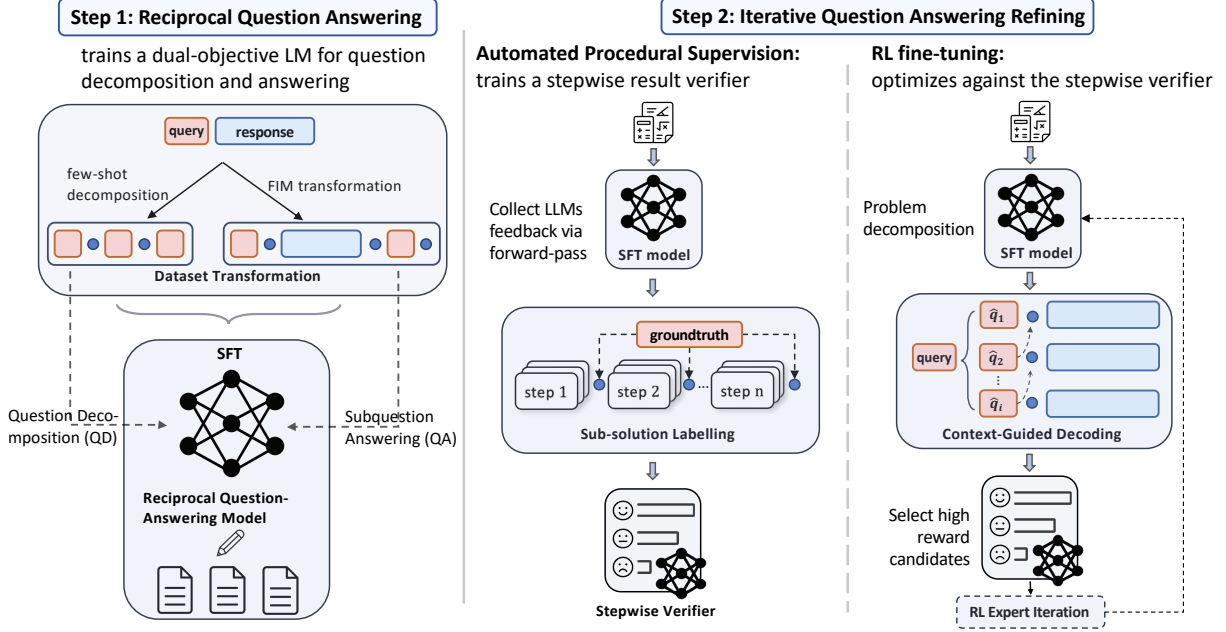 Step 1: Reciprocal Question Answering
trains a dual-objective LM for question
decomposition and answering
query
response
few-shot
decomposition
FIM transformation
Dataset Transformation
SFT
Question Deco-
mposition (QD)
Subquestion
Answering (QA)
Reciprocal Question-
Answering Model
Step 2: Iterative Question Answering Refining
Automated Procedural Supervision:
trains a stepwise result verifier
Collect LLMs
feedback via
forward-pass
SFT model
groundtruth
step 1
step 2
...
step n
Sub-solution Labelling
Stepwise Verifier
RL fine-tuning:
optimizes against the stepwise verifier
Problem
decomposition
SFT model
query
q̂₁
q̂₂
⋮
q̂ᵢ
Context-Guided Decoding
Select high
reward
candidates
RL Expert Iteration